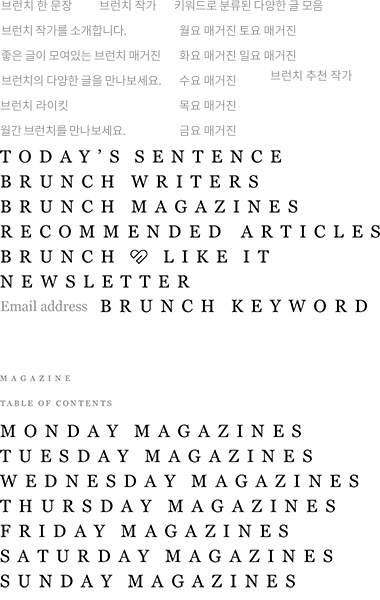 브런치 한 문장 브런치 작가 키워드로 분류된 다양한 글 모음
브런치 작가를 소개합니다. 월요 매거진 토요 매거진
좋은 글이 모여있는 브런치 매거진 화요 매거진 일요 매거진
브런치의 다양한 글을 만나보세요. 수요 매거진 브런치 추천 작가
브런치 라이킷 목요 매거진
월간 브런치를 만나보세요. 금요 매거진
TODAY’S SENTENCE
BRUNCH WRITERS
BRUNCH MAGAZINES
RECOMMENDED ARTICLES
BRUNCH LIKE IT
NEWSLETTER
Email address BRUNCH KEYWORD
MAGAZINE
TABLE OF CONTENTS
MONDAY MAGAZINES
TUESDAY MAGAZINES
WEDNESDAY MAGAZINES
THURSDAY MAGAZINES
FRIDAY MAGAZINES
SATURDAY MAGAZINES
SUNDAY MAGAZINES